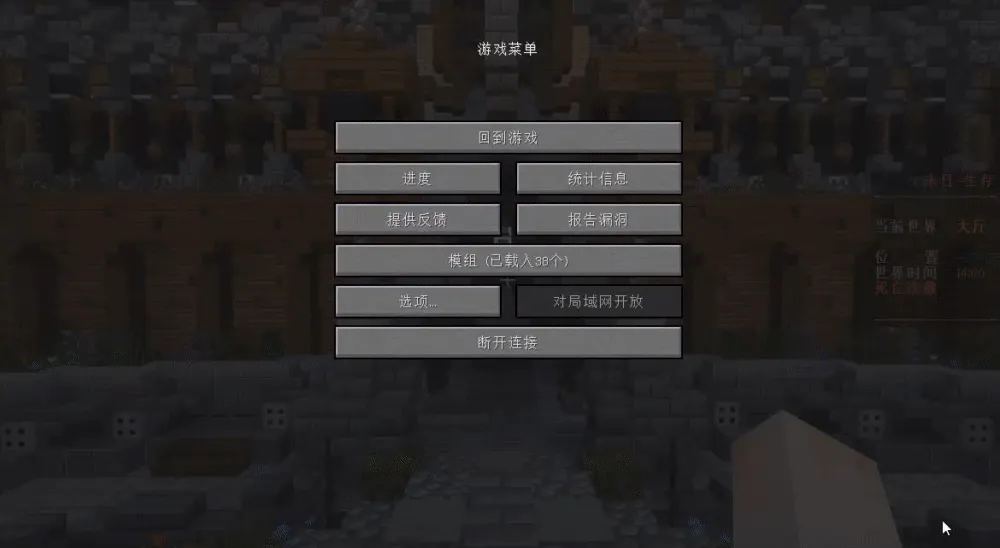 游戏菜单
回到游戏
进度
统计信息
提供反馈
报告漏洞
模组 (已载入38个)
选项...
对局域网开放
断开连接
末日-生存
当前世界 大厅
位 置
世界时间